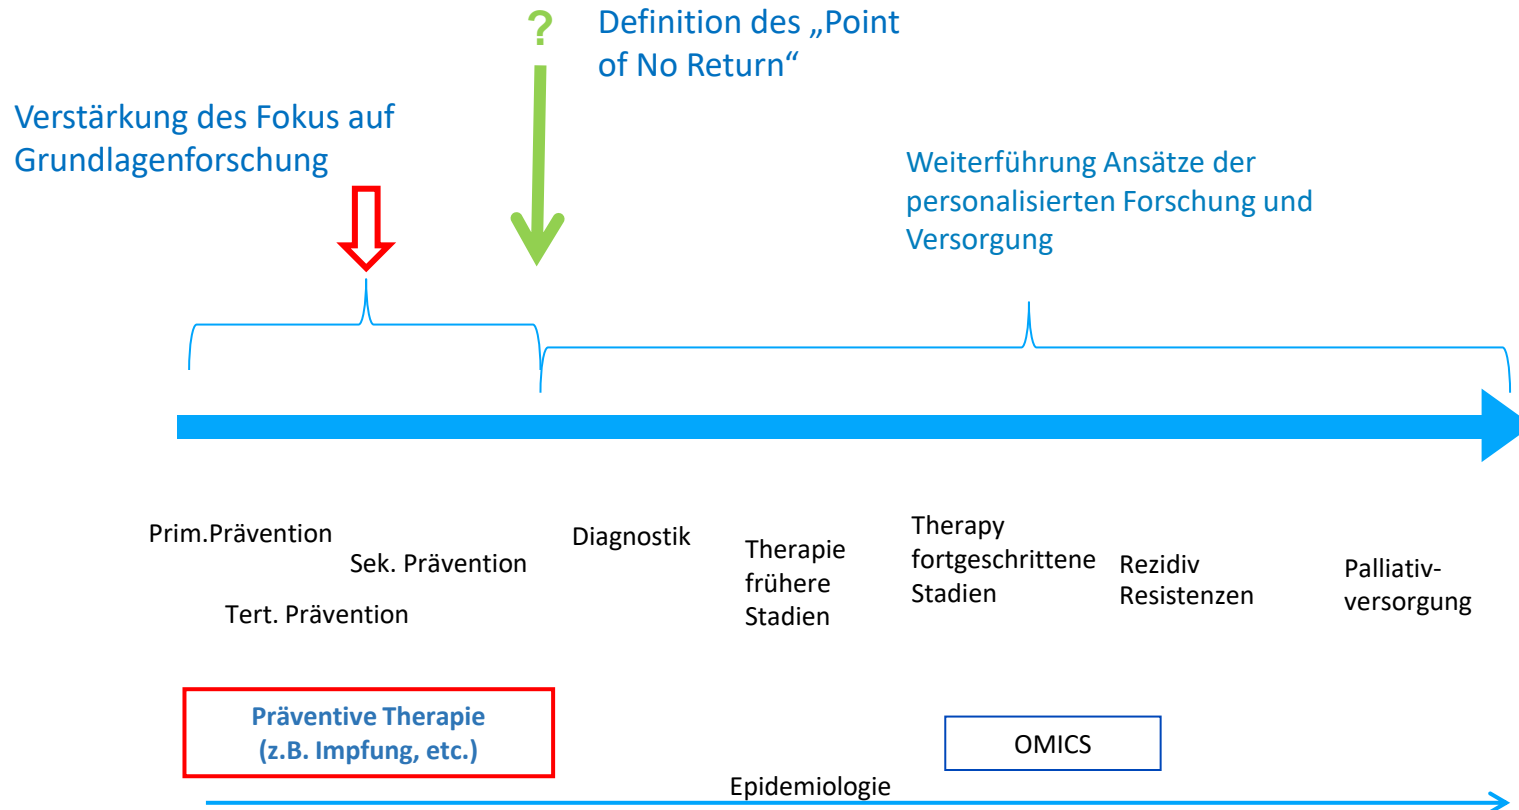 ?
Definition des „Point
of No Return“
Verstärkung des Fokus auf
Grundlagenforschung
Weiterführung Ansätze der
personalisierten Forschung und
Versorgung
Prim.Prävention
Sek. Prävention
Tert. Prävention
Diagnostik
Therapie
frühere
Stadien
Therapy
fortgeschrittene
Stadien
Rezidiv
Resistenzen
Palliativ-
versorgung
Präventive Therapie
(z.B. Impfung, etc.)
OMICS
Epidemiologie